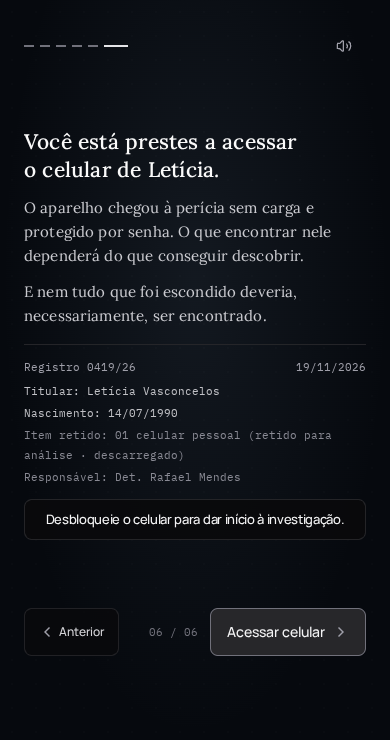 Você está prestes a acessar
o celular de Letícia.
O aparelho chegou à perícia sem carga e
protegido por senha. O que encontrar nele
dependerá do que conseguir descobrir.
E nem tudo que foi escondido deveria,
necessariamente, ser encontrado.
Registro 0419/26 19/11/2026
Titular: Letícia Vasconcelos
Nascimento: 14/07/1990
Item retido: 01 celular pessoal (retido para
análise · descarregado)
Responsável: Det. Rafael Mendes
Desbloqueie o celular para dar início à investigação.
Anterior 06 / 06 Acessar celular